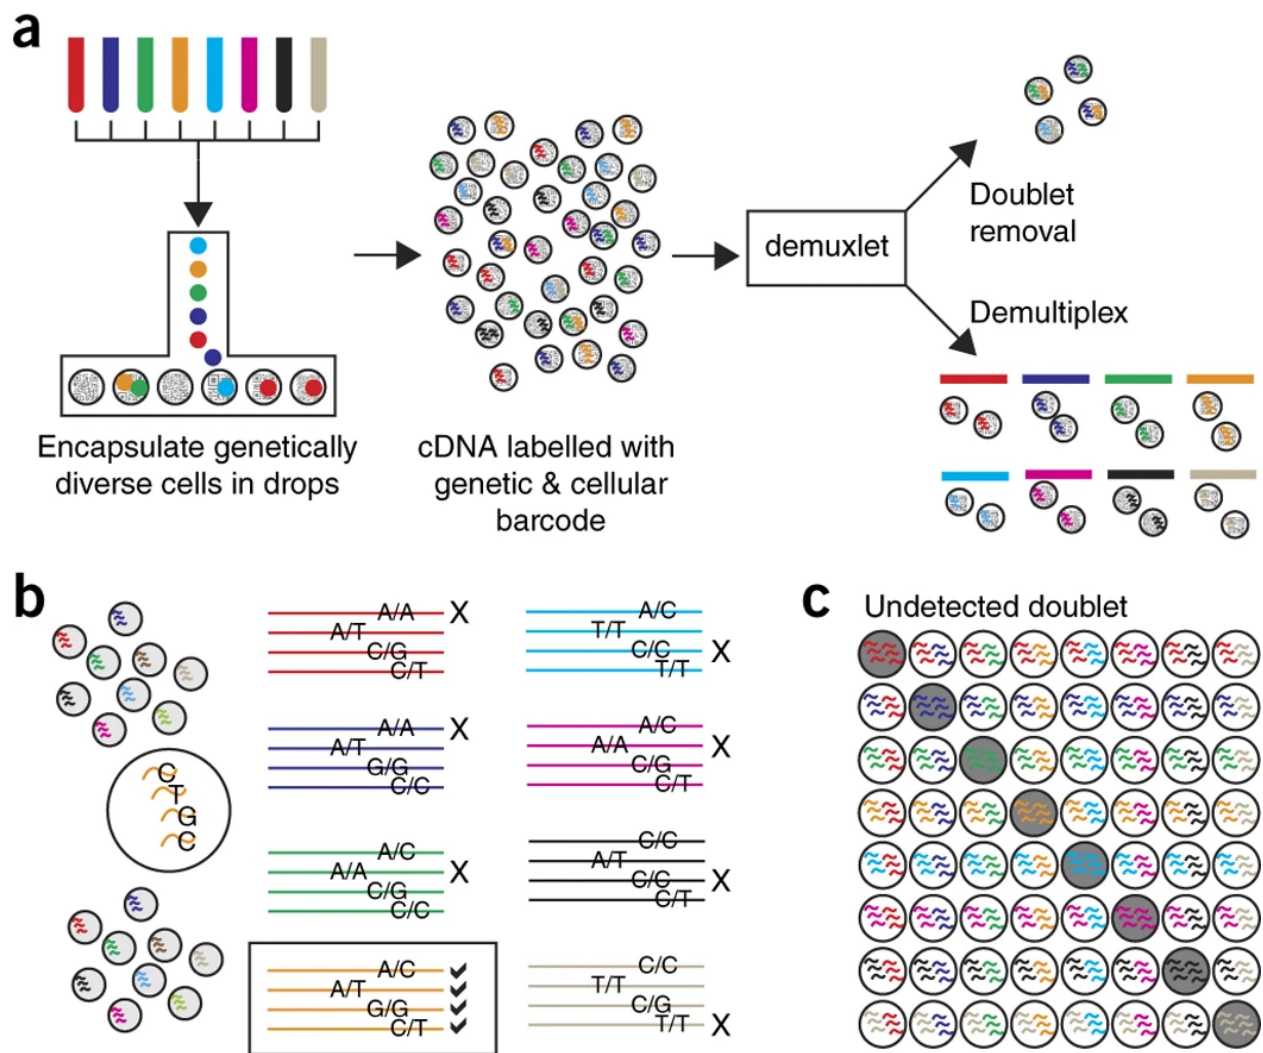 a
Encapsulate genetically
diverse cells in drops
cDNA labelled with
genetic & cellular
barcode
demuxlet
Doublet
removal
Demultiplex
b
C
T
G
C
A/A X
A/T
C/G
C/T
A/A X
A/T
G/G
C/C
A/C
A/A X
C/G
C/C
A/C
A/T
G/G
C/T
A/C
T/T
C/C X
T/T
A/C
A/A X
C/G
C/T
C/C
A/T
C/C X
C/T
C/C
T/T
C/G
T/T X
c
Undetected doublet